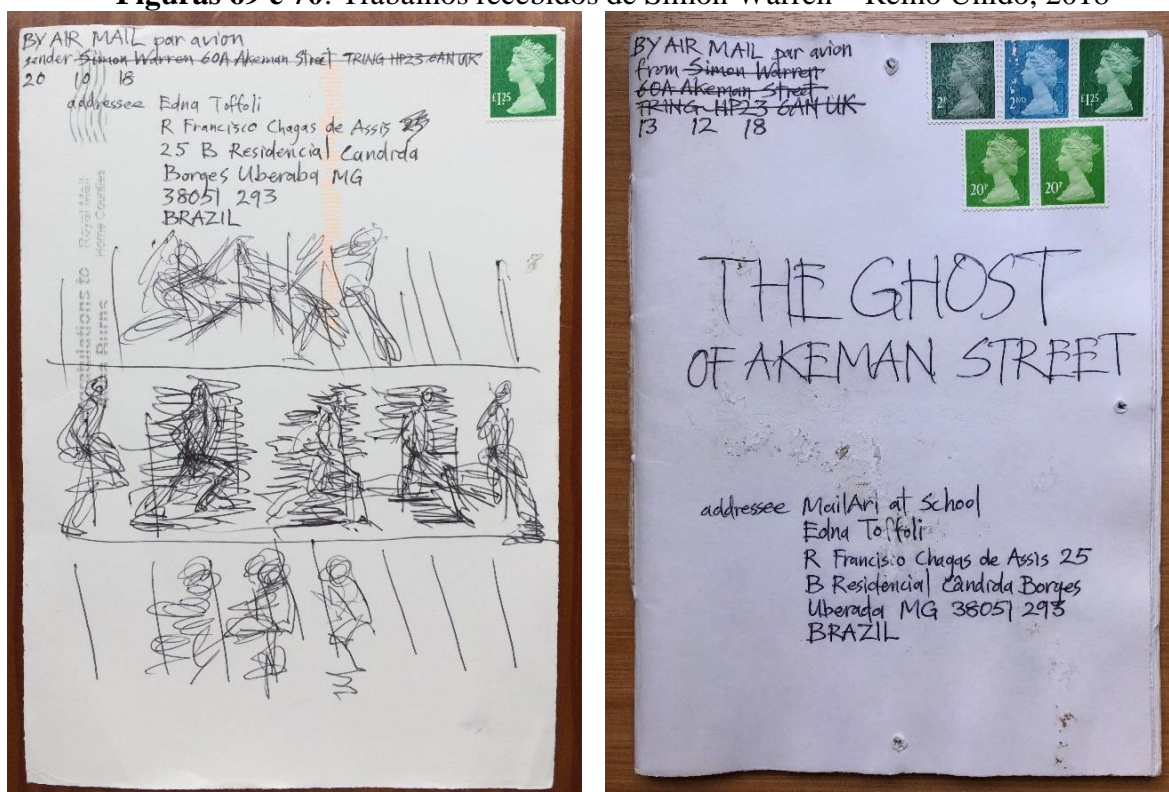 Figuras 69 e 70: Trabalhos recebidos de Simon Warren – Reino Unido, 2018
BY AIR MAIL par avion
sender Simon Warren 60A Akeman Street TRING HP23 6AN UK
20 10 18
£1.25
addressee Edna Toffoli
R Francisco Chagas de Assis
25 B Residencial Candida
Borges Uberaba MG
38051 293
BRAZIL
Royal Mail
Home Counties
to
Burns
BY AIR MAIL par avion
from Simon Warren
60A Akeman Street
TRING HP23 6AN UK
13 12 18
2ND
£1.25
20P
20P
THE GHOST
OF AKEMAN STREET
addressee MailArt at School
Edna Toffoli
R Francisco Chagas de Assis 25
B Residencial Cândida Borges
Uberada MG 38051 293
BRAZIL